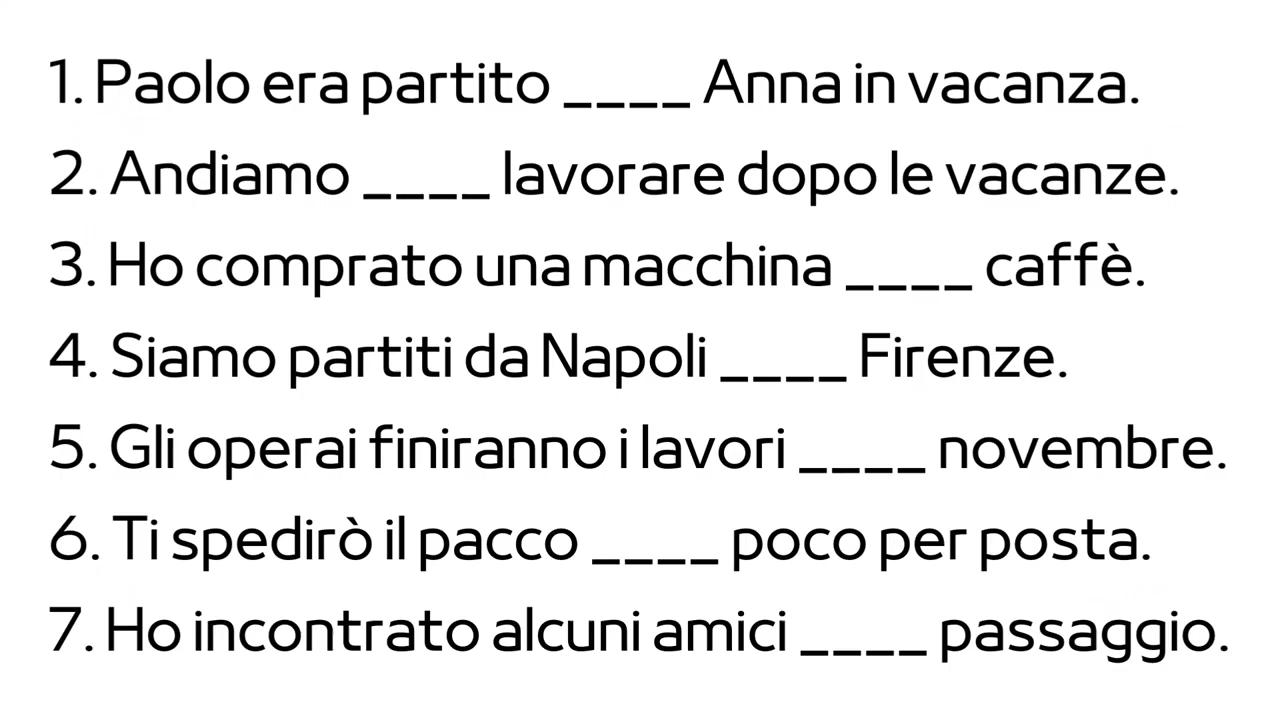 1. Paolo era partito ____ Anna in vacanza.
2. Andiamo ____ lavorare dopo le vacanze.
3. Ho comprato una macchina ____ caffè.
4. Siamo partiti da Napoli ____ Firenze.
5. Gli operai finiranno i lavori ____ novembre.
6. Ti spedirò il pacco ____ poco per posta.
7. Ho incontrato alcuni amici ____ passaggio.